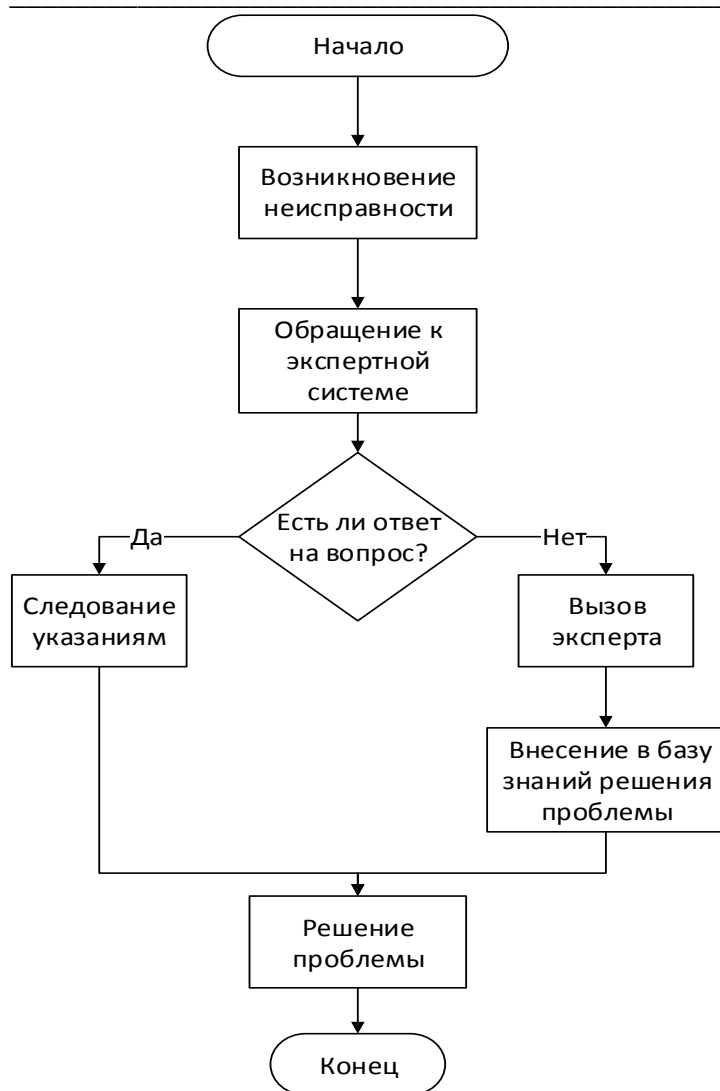 Начало
Возникновение
неисправности
Обращение к
экспертной
системе
Есть ли ответ
на вопрос?
Да
Нет
Следование
указаниям
Вызов
эксперта
Внесение в базу
знаний решения
проблемы
Решение
проблемы
Конец